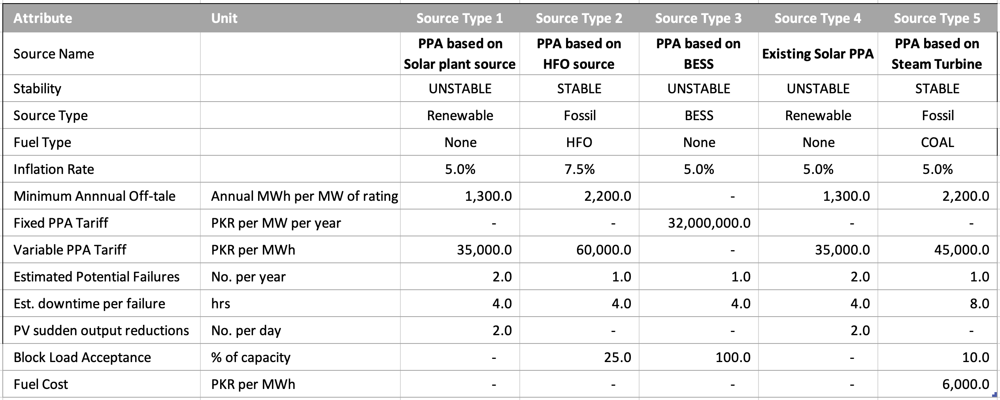 Attribute Unit Source Type 1 Source Type 2 Source Type 3 Source Type 4 Source Type 5
Source Name PPA based on Solar plant source PPA based on HFO source PPA based on BESS Existing Solar PPA PPA based on Steam Turbine
Stability UNSTABLE STABLE UNSTABLE UNSTABLE STABLE
Source Type Renewable Fossil BESS Renewable Fossil
Fuel Type None HFO None None COAL
Inflation Rate 5.0% 7.5% 5.0% 5.0% 5.0%
Minimum Annnual Off-tale Annual MWh per MW of rating 1,300.0 2,200.0 - 1,300.0 2,200.0
Fixed PPA Tariff PKR per MW per year - - 32,000,000.0 - -
Variable PPA Tariff PKR per MWh 35,000.0 60,000.0 - 35,000.0 45,000.0
Estimated Potential Failures No. per year 2.0 1.0 1.0 2.0 1.0
Est. downtime per failure hrs 4.0 4.0 4.0 4.0 8.0
PV sudden output reductions No. per day 2.0 - - 2.0 -
Block Load Acceptance % of capacity - 25.0 100.0 - 10.0
Fuel Cost PKR per MWh - - - - 6,000.0